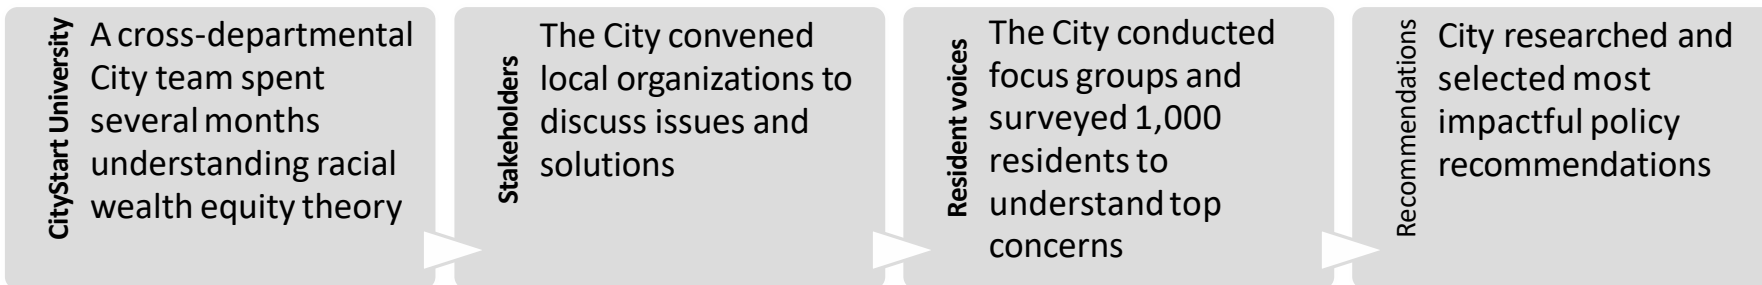 CityStart University
A cross-departmental
City team spent
several months
understanding racial
wealth equity theory
Stakeholders
The City convened
local organizations to
discuss issues and
solutions
Resident voices
The City conducted
focus groups and
surveyed 1,000
residents to
understand top
concerns
Recommendations
City researched and
selected most
impactful policy
recommendations